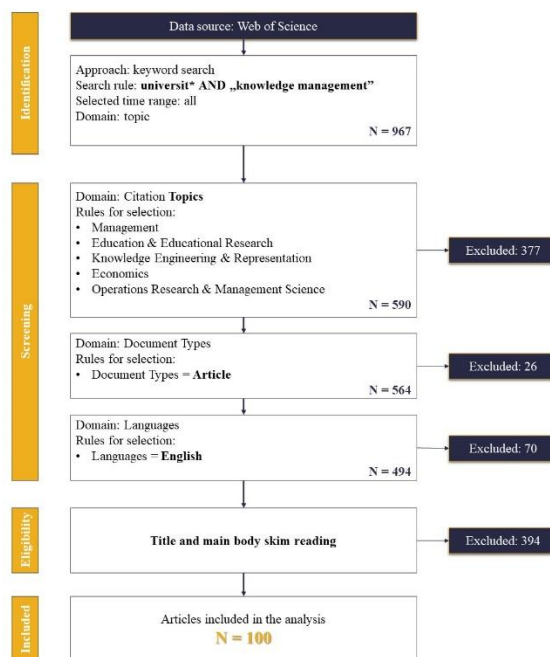 Data source: Web of Science
Identification
Approach: keyword search
Search rule: universit* AND „knowledge management”
Selected time range: all
Domain: topic
N = 967
Screening
Domain: Citation Topics
Rules for selection:
• Management
• Education & Educational Research
• Knowledge Engineering & Representation
• Economics
• Operations Research & Management Science
N = 590
Excluded: 377
Domain: Document Types
Rules for selection:
• Document Types = Article
N = 564
Excluded: 26
Domain: Languages
Rules for selection:
• Languages = English
N = 494
Excluded: 70
Eligibility
Title and main body skim reading
Excluded: 394
Included
Articles included in the analysis
N = 100